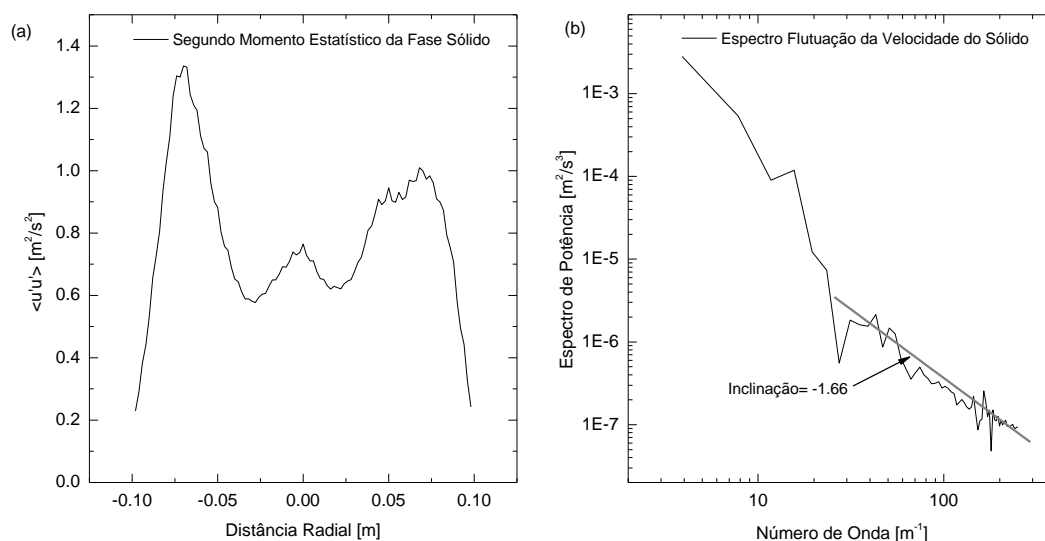 (a)
Segundo Momento Estatístico da Fase Sólido
1.4
1.2
1.0
0.8
0.6
0.4
0.2
0.0
<u'u'> [m²/s²]
-0.10
-0.05
0.00
0.05
0.10
Distância Radial [m]
(b)
Espectro Flutuação da Velocidade do Sólido
1E-3
1E-4
1E-5
1E-6
1E-7
Espectro de Potência [m²/s³]
Inclinação= -1.66
10
100
Número de Onda [m⁻¹]